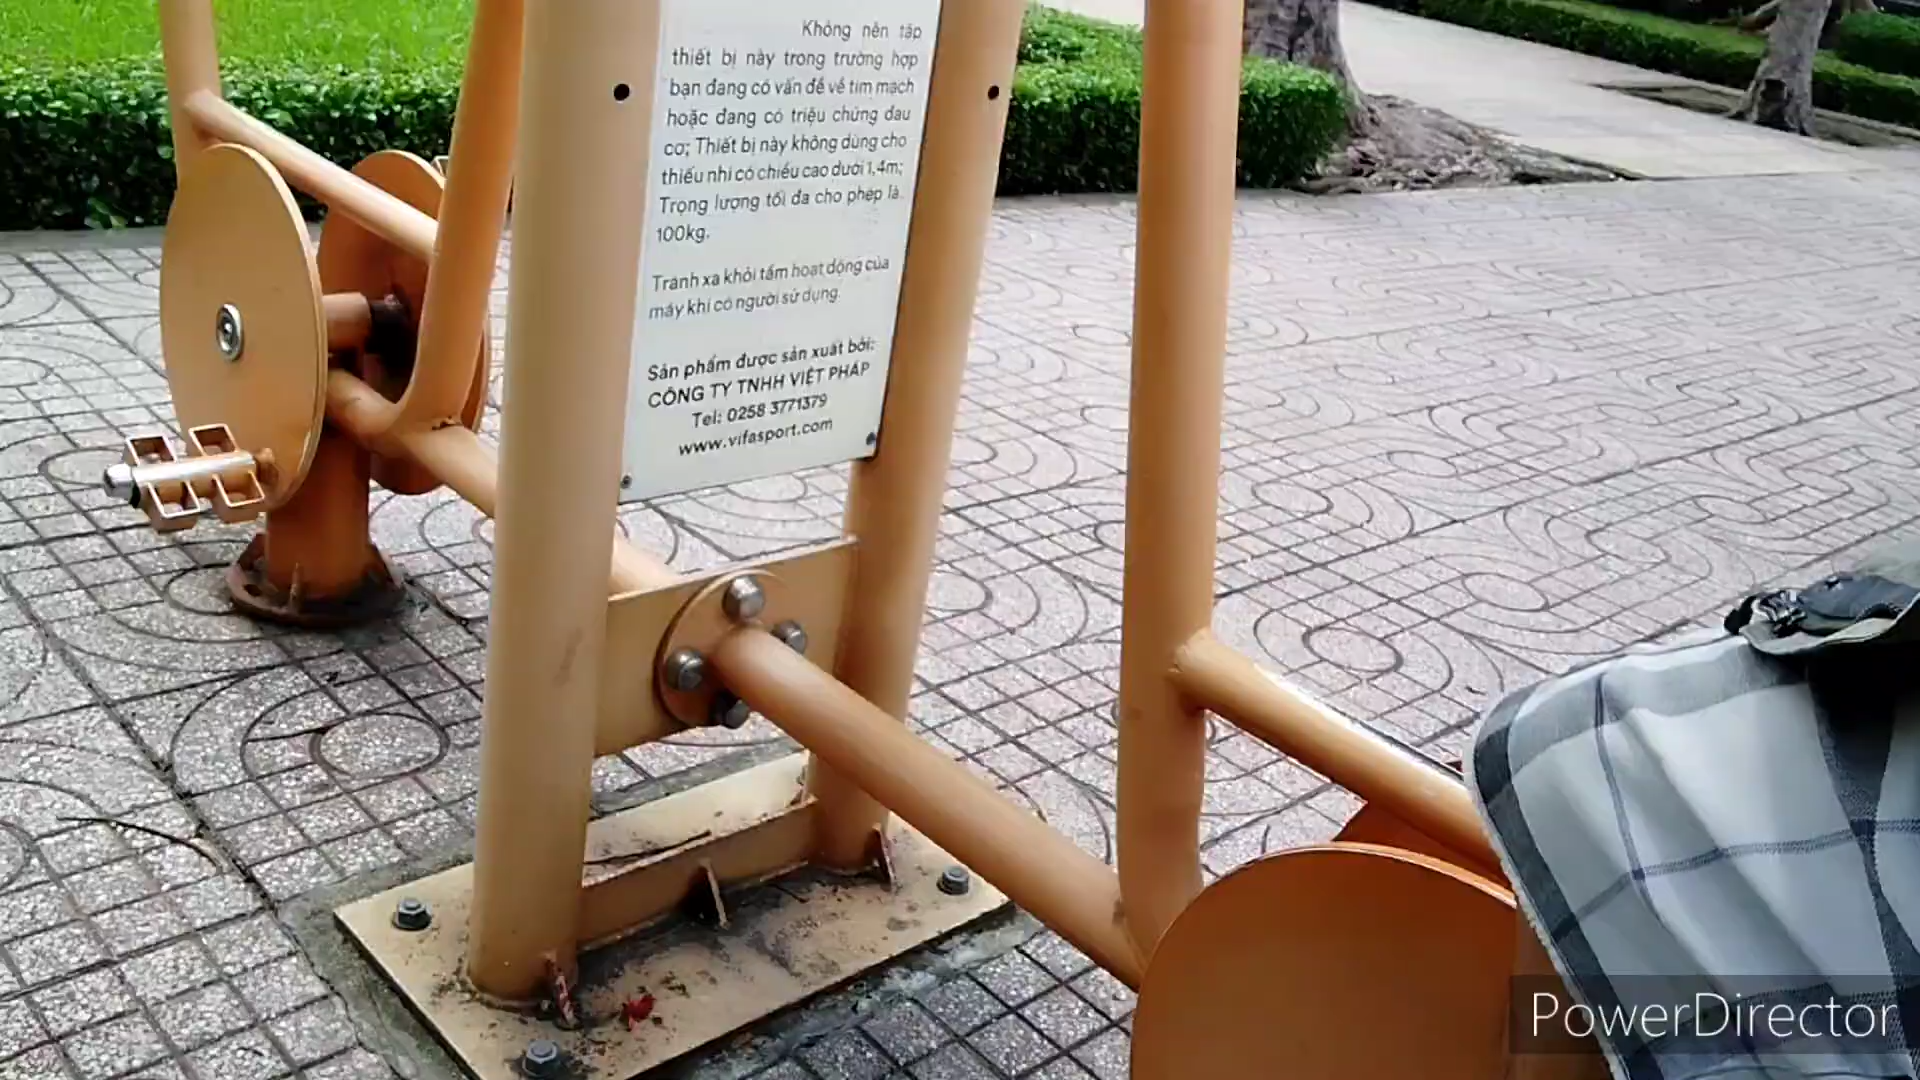 Không nên tập
thiết bị này trong trường hợp
bạn đang có vấn đề về tim mạch
hoặc đang có triệu chứng đau
cơ; Thiết bị này không dùng cho
thiếu nhi có chiều cao dưới 1,4m;
Trọng lượng tối đa cho phép là
100kg.
Tránh xa khỏi tầm hoạt động của
máy khi có người sử dụng.
Sản phẩm được sản xuất bởi:
CÔNG TY TNHH VIỆT PHÁP
Tel: 0258 3771379
www.vifasport.com
PowerDirector